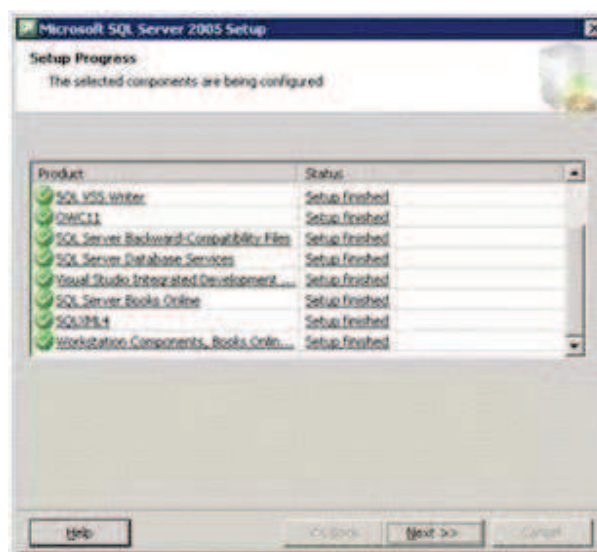 Microsoft SQL Server 2005 Setup
Setup Progress
The selected components are being configured
Product Status
SQL VSS Writer Setup finished
OWC11 Setup finished
SQL Server Backward-Compatibility Files Setup finished
SQL Server Database Services Setup finished
Visual Studio Integrated Development ... Setup finished
SQL Server Books Online Setup finished
SQLXML4 Setup finished
Workstation Components, Books Onlin... Setup finished
Help << Back Next >> Cancel